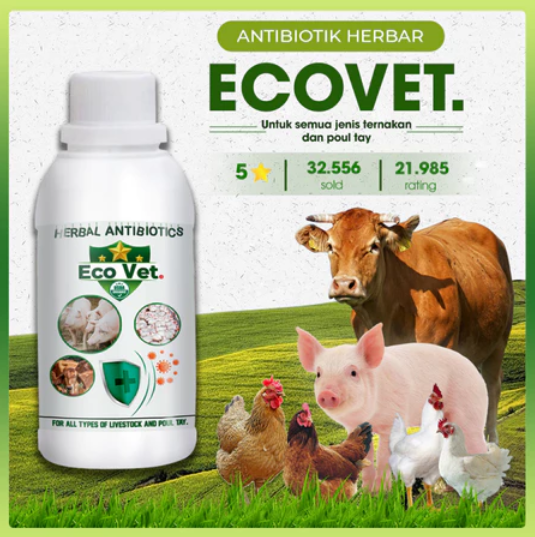 ANTIBIOTIK HERBAR
ECOVET.
Untuk semua jenis ternakan
dan poul tay
5 32.556 21.985
sold rating
HERBAL ANTIBIOTICS
Eco Vet.
FOR ALL TYPES OF LIVESTOCK AND POUL TAY.